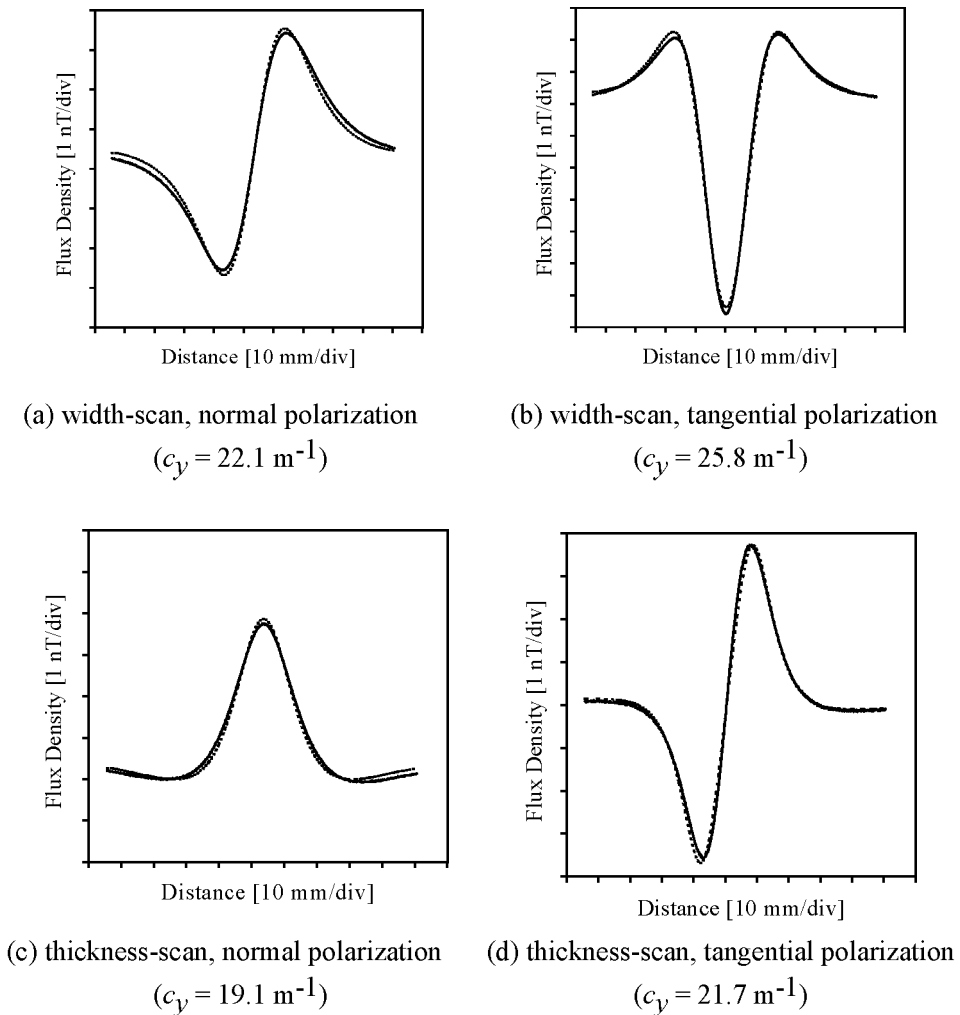 Flux Density [1 nT/div]
Distance [10 mm/div]
(a) width-scan, normal polarization
(cy = 22.1 m-1)
Flux Density [1 nT/div]
Distance [10 mm/div]
(b) width-scan, tangential polarization
(cy = 25.8 m-1)
Flux Density [1 nT/div]
Distance [10 mm/div]
(c) thickness-scan, normal polarization
(cy = 19.1 m-1)
Flux Density [1 nT/div]
Distance [10 mm/div]
(d) thickness-scan, tangential polarization
(cy = 21.7 m-1)